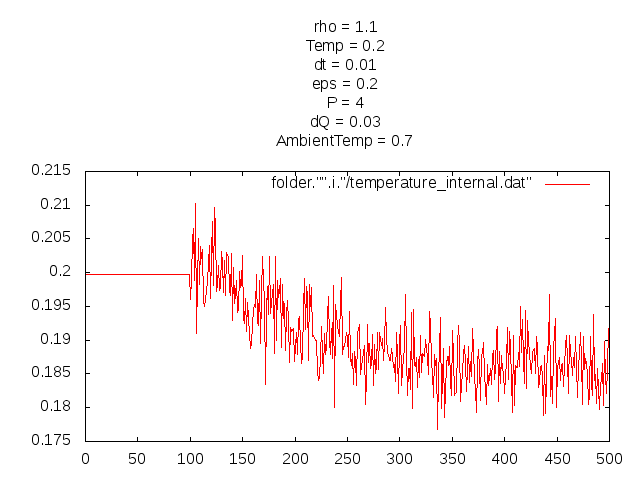 rho = 1.1
Temp = 0.2
dt = 0.01
eps = 0.2
P = 4
dQ = 0.03
AmbientTemp = 0.7
folder."".i."/temperature_internal.dat"
0.215
0.21
0.205
0.2
0.195
0.19
0.185
0.18
0.175
0 50 100 150 200 250 300 350 400 450 500